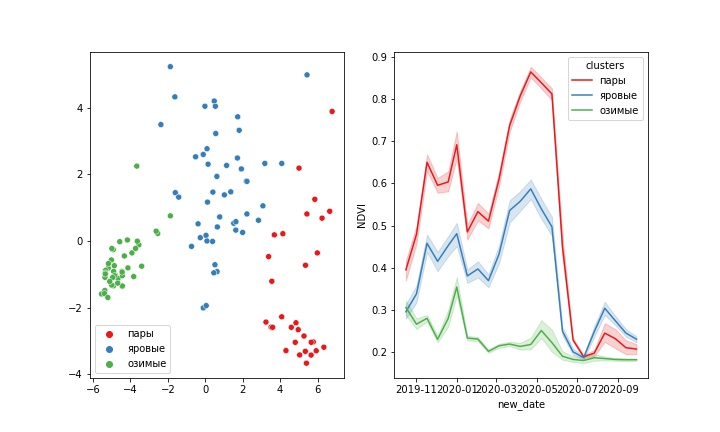 4
2
0
−2
−4
−6
−4
−2
0
2
4
6
пары
яровые
озимые
0.9
0.8
0.7
0.6
0.5
0.4
0.3
0.2
NDVI
clusters
пары
яровые
озимые
2019-11
2020-01
2020-03
2020-05
2020-07
2020-09
new_date